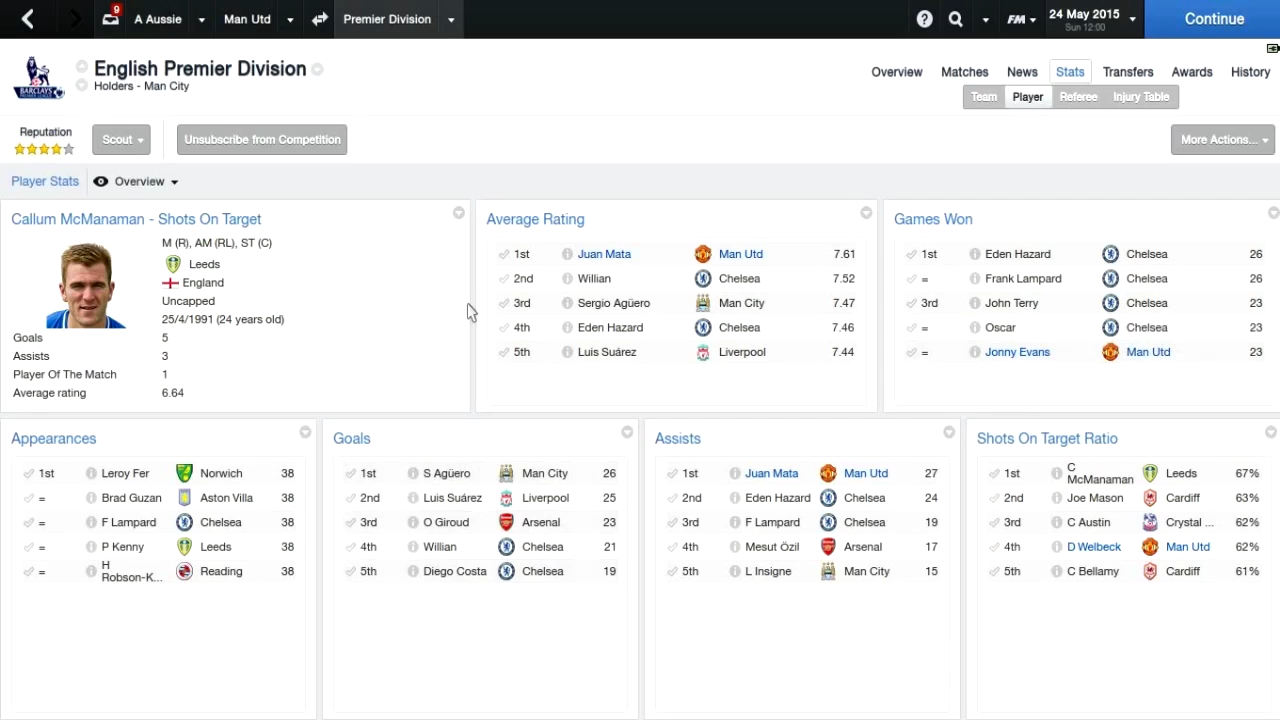 9
A Aussie
Man Utd
Premier Division
?
FM
24 May 2015
Sun 12:00
Continue
English Premier Division
Holders - Man City
BARCLAYS
Overview Matches News Stats Transfers Awards History
Team Player Referee Injury Table
Reputation
Scout
Unsubscribe from Competition
More Actions...
Player Stats
Overview
Callum McManaman - Shots On Target
M (R), AM (RL), ST (C)
Leeds
England
Uncapped
25/4/1991 (24 years old)
Goals 5
Assists 3
Player Of The Match 1
Average rating 6.64
Average Rating
1st Juan Mata Man Utd 7.61
2nd Willian Chelsea 7.52
3rd Sergio Agüero Man City 7.47
4th Eden Hazard Chelsea 7.46
5th Luis Suárez Liverpool 7.44
Games Won
1st Eden Hazard Chelsea 26
= Frank Lampard Chelsea 26
3rd John Terry Chelsea 23
= Oscar Chelsea 23
= Jonny Evans Man Utd 23
Appearances
1st Leroy Fer Norwich 38
= Brad Guzan Aston Villa 38
= F Lampard Chelsea 38
= P Kenny Leeds 38
= H Robson-K... Reading 38
Goals
1st S Agüero Man City 26
2nd Luis Suárez Liverpool 25
3rd O Giroud Arsenal 23
4th Willian Chelsea 21
5th Diego Costa Chelsea 19
Assists
1st Juan Mata Man Utd 27
2nd Eden Hazard Chelsea 24
3rd F Lampard Chelsea 19
4th Mesut Özil Arsenal 17
5th L Insigne Man City 15
Shots On Target Ratio
1st C McManaman Leeds 67%
2nd Joe Mason Cardiff 63%
3rd C Austin Crystal ... 62%
4th D Welbeck Man Utd 62%
5th C Bellamy Cardiff 61%